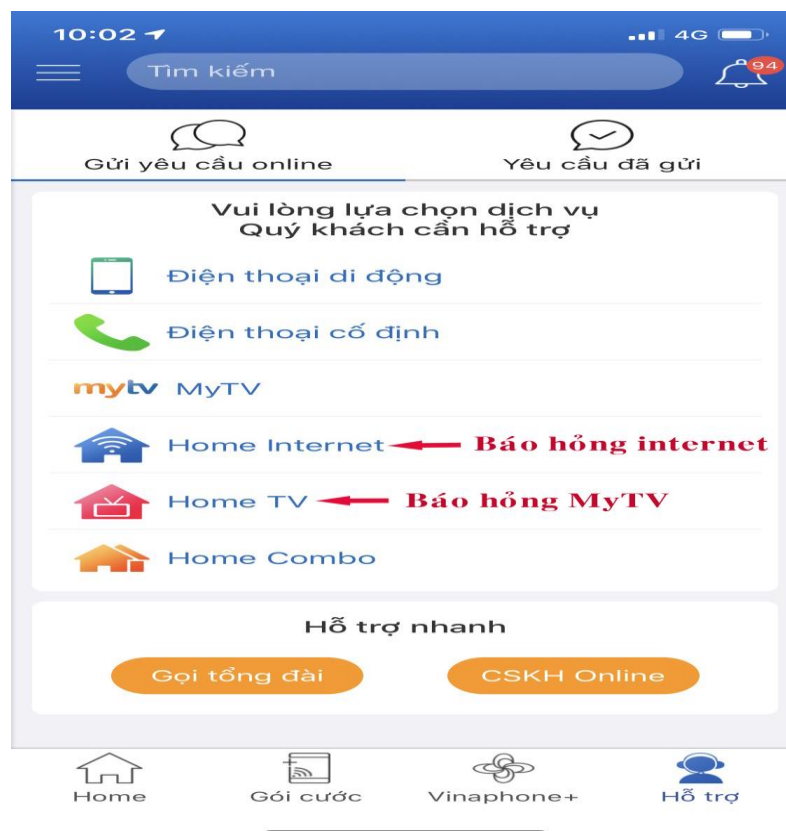 10:02 4G
Tìm kiếm 94
Gửi yêu cầu online Yêu cầu đã gửi
Vui lòng lựa chọn dịch vụ
Quý khách cần hỗ trợ
Điện thoại di động
Điện thoại cố định
mytv MyTV
Home Internet Báo hỏng internet
Home TV Báo hỏng MyTV
Home Combo
Hỗ trợ nhanh
Gọi tổng đài CSKH Online
Home Gói cước Vinaphone+ Hỗ trợ